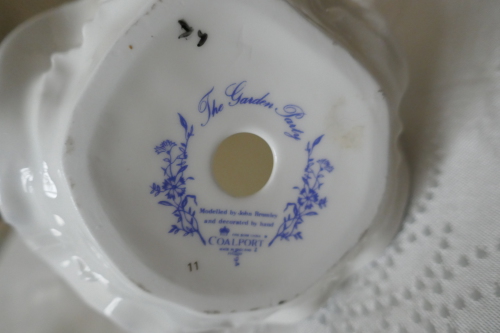 The Garden Party
Modelled by John Bromley
and decorated by hand
COALPORT
11